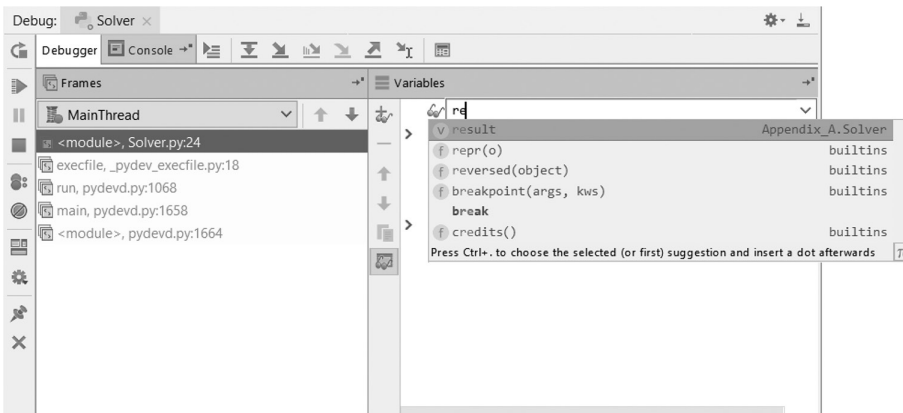 Debug: Solver
Debugger Console
Frames
Variables
MainThread
re
<module>, Solver.py:24
execfile, _pydev_execfile.py:18
run, pydevd.py:1068
main, pydevd.py:1658
<module>, pydevd.py:1664
result Appendix_A.Solver
repr(o) builtins
reversed(object) builtins
breakpoint(args, kws) builtins
break
credits() builtins
Press Ctrl+. to choose the selected (or first) suggestion and insert a dot afterwards